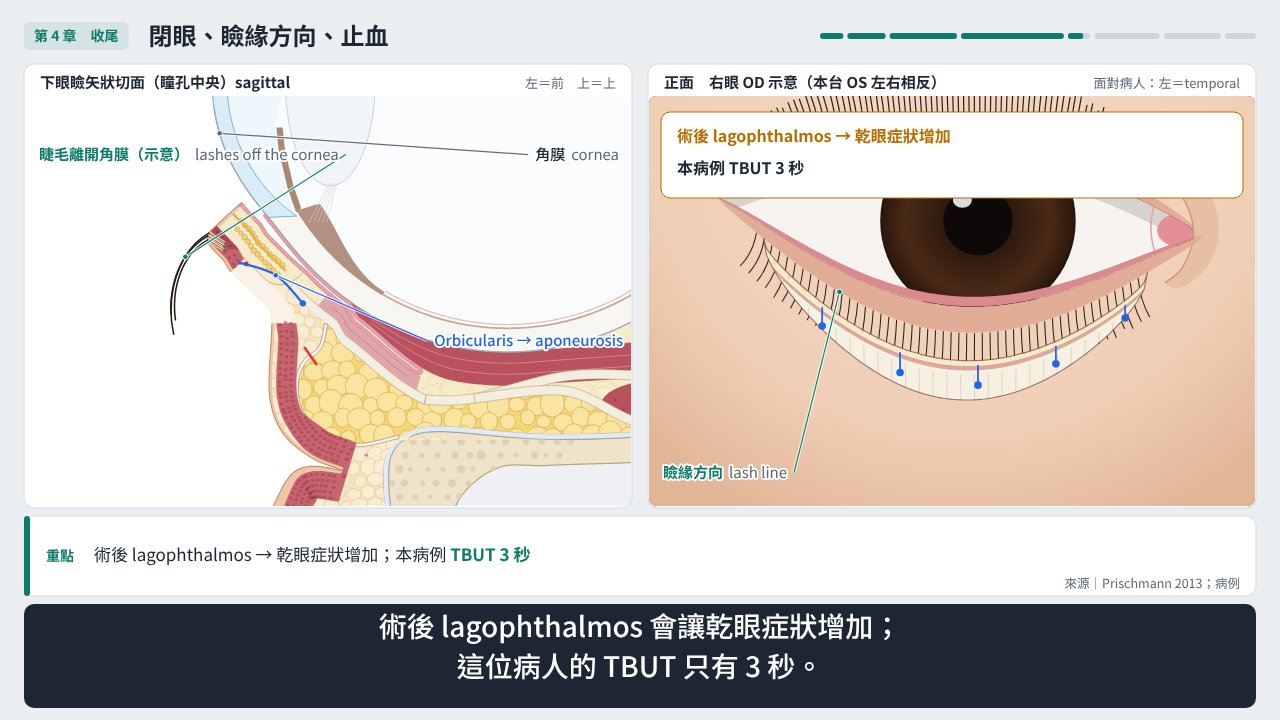 第 4 章　收尾
閉眼、瞼緣方向、止血
下眼瞼矢狀切面（瞳孔中央）sagittal
左＝前　上＝上
睫毛離開角膜（示意） lashes off the cornea
角膜 cornea
Orbicularis → aponeurosis
正面　右眼 OD 示意（本台 OS 左右相反）
面對病人：左＝temporal
術後 lagophthalmos → 乾眼症狀增加
本病例 TBUT 3 秒
瞼緣方向 lash line
重點　術後 lagophthalmos → 乾眼症狀增加；本病例 TBUT 3 秒
來源｜Prischmann 2013；病例
術後 lagophthalmos 會讓乾眼症狀增加；
這位病人的 TBUT 只有 3 秒。